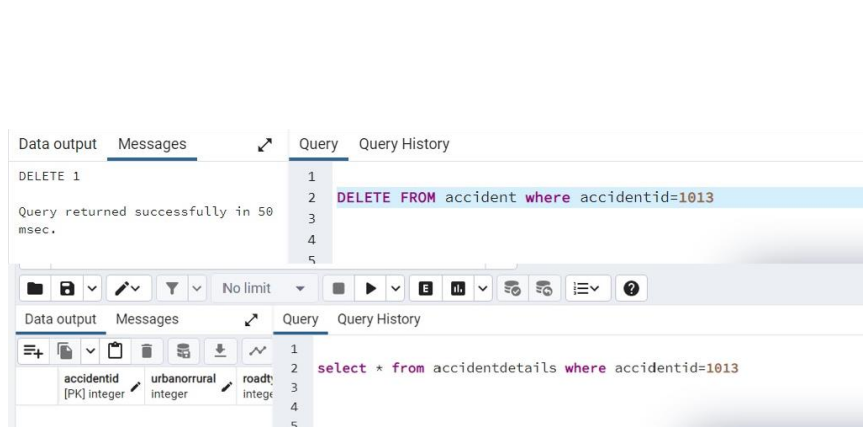 Data output Messages Query Query History
DELETE 1
Query returned successfully in 50
msec.
1
2 DELETE FROM accident where accidentid=1013
3
4
5
No limit
Data output Messages Query Query History
accidentid urbanorrural roadty
[PK] integer integer intege
1
2 select * from accidentdetails where accidentid=1013
3
4
5